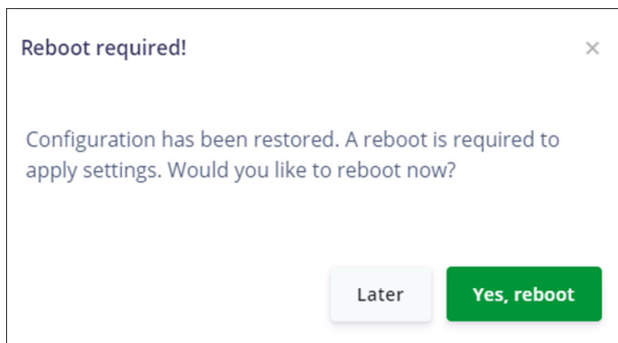 Reboot required!
Configuration has been restored. A reboot is required to
apply settings. Would you like to reboot now?
Later
Yes, reboot